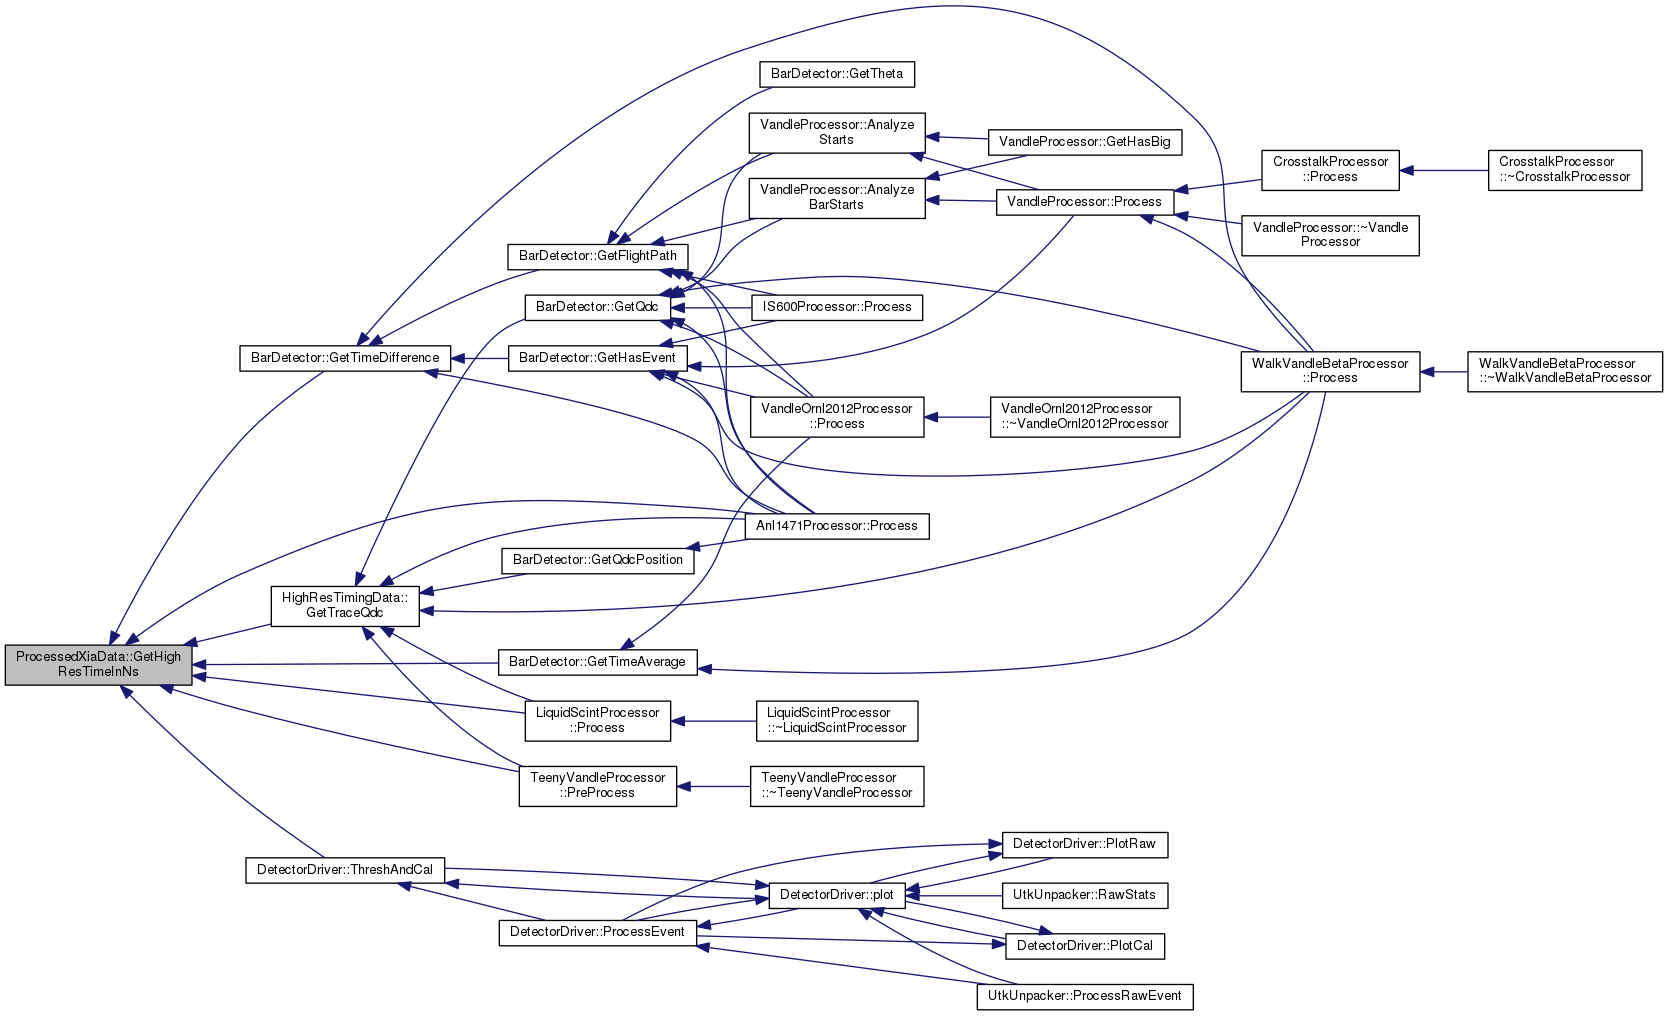 BarDetector::GetTheta
VandleProcessor::Analyze
Starts
VandleProcessor::GetHasBig
CrosstalkProcessor
::Process
CrosstalkProcessor
::~CrosstalkProcessor
VandleProcessor::Analyze
BarStarts
VandleProcessor::Process
VandleProcessor::~Vandle
Processor
BarDetector::GetFlightPath
BarDetector::GetQdc
IS600Processor::Process
BarDetector::GetTimeDifference
BarDetector::GetHasEvent
WalkVandleBetaProcessor
::Process
WalkVandleBetaProcessor
::~WalkVandleBetaProcessor
VandleOrnl2012Processor
::Process
VandleOrnl2012Processor
::~VandleOrnl2012Processor
Anl1471Processor::Process
BarDetector::GetQdcPosition
HighResTimingData::
GetTraceQdc
ProcessedXiaData::GetHigh
ResTimeInNs
BarDetector::GetTimeAverage
LiquidScintProcessor
::Process
LiquidScintProcessor
::~LiquidScintProcessor
TeenyVandleProcessor
::PreProcess
TeenyVandleProcessor
::~TeenyVandleProcessor
DetectorDriver::PlotRaw
DetectorDriver::ThreshAndCal
DetectorDriver::plot
UtkUnpacker::RawStats
DetectorDriver::ProcessEvent
DetectorDriver::PlotCal
UtkUnpacker::ProcessRawEvent